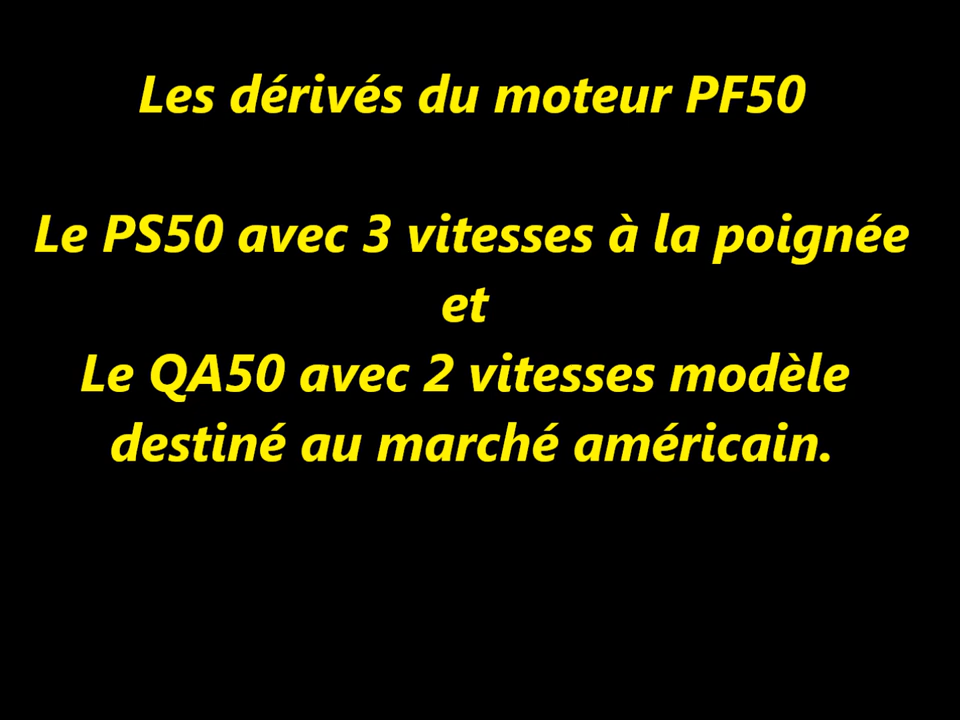 Les dérivés du moteur PF50
Le PS50 avec 3 vitesses à la poignée
et
Le QA50 avec 2 vitesses modèle
destiné au marché américain.